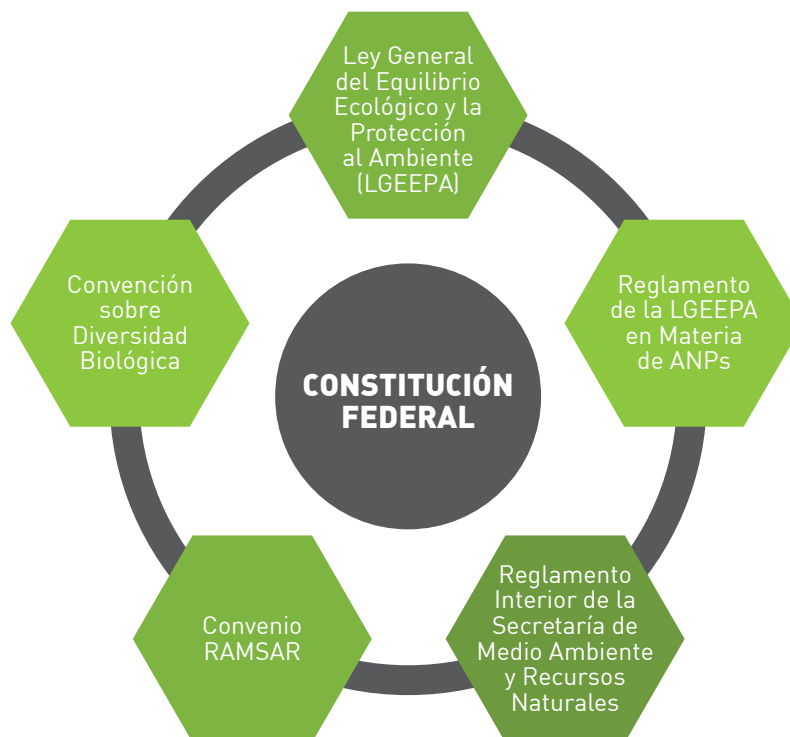 Ley General
del Equilibrio
Ecológico y la
Protección
al Ambiente
(LGEEPA)
Convención
sobre
Diversidad
Biológica
Reglamento
de la LGEEPA
en Materia
de ANPs
CONSTITUCIÓN
FEDERAL
Convenio
RAMSAR
Reglamento
Interior de la
Secretaría de
Medio Ambiente
y Recursos
Naturales